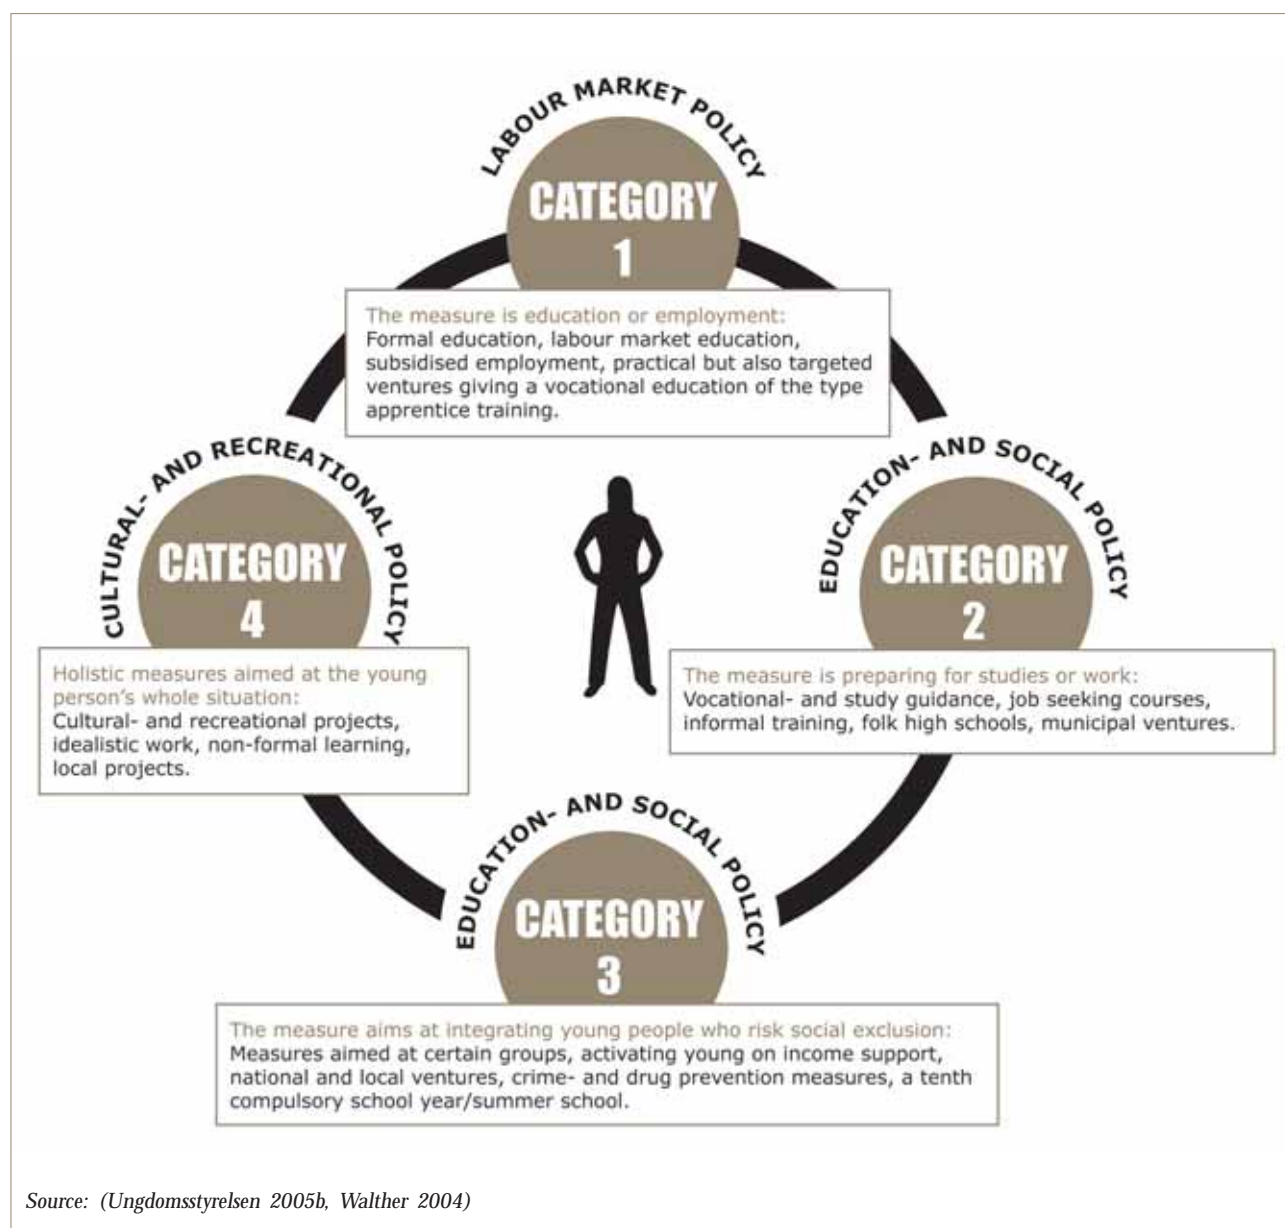 LABOUR MARKET POLICY
CATEGORY
1
The measure is education or employment:
Formal education, labour market education,
subsidised employment, practical but also targeted
ventures giving a vocational education of the type
apprentice training.
EDUCATION- AND SOCIAL POLICY
CATEGORY
2
The measure is preparing for studies or work:
Vocational- and study guidance, job seeking courses,
informal training, folk high schools, municipal ventures.
EDUCATION- AND SOCIAL POLICY
CATEGORY
3
The measure aims at integrating young people who risk social exclusion:
Measures aimed at certain groups, activating young on income support,
national and local ventures, crime- and drug prevention measures, a tenth
compulsory school year/summer school.
CULTURAL- AND RECREATIONAL POLICY
CATEGORY
4
Holistic measures aimed at the young
person's whole situation:
Cultural- and recreational projects,
idealistic work, non-formal learning,
local projects.
Source: (Ungdomsstyrelsen 2005b, Walther 2004)